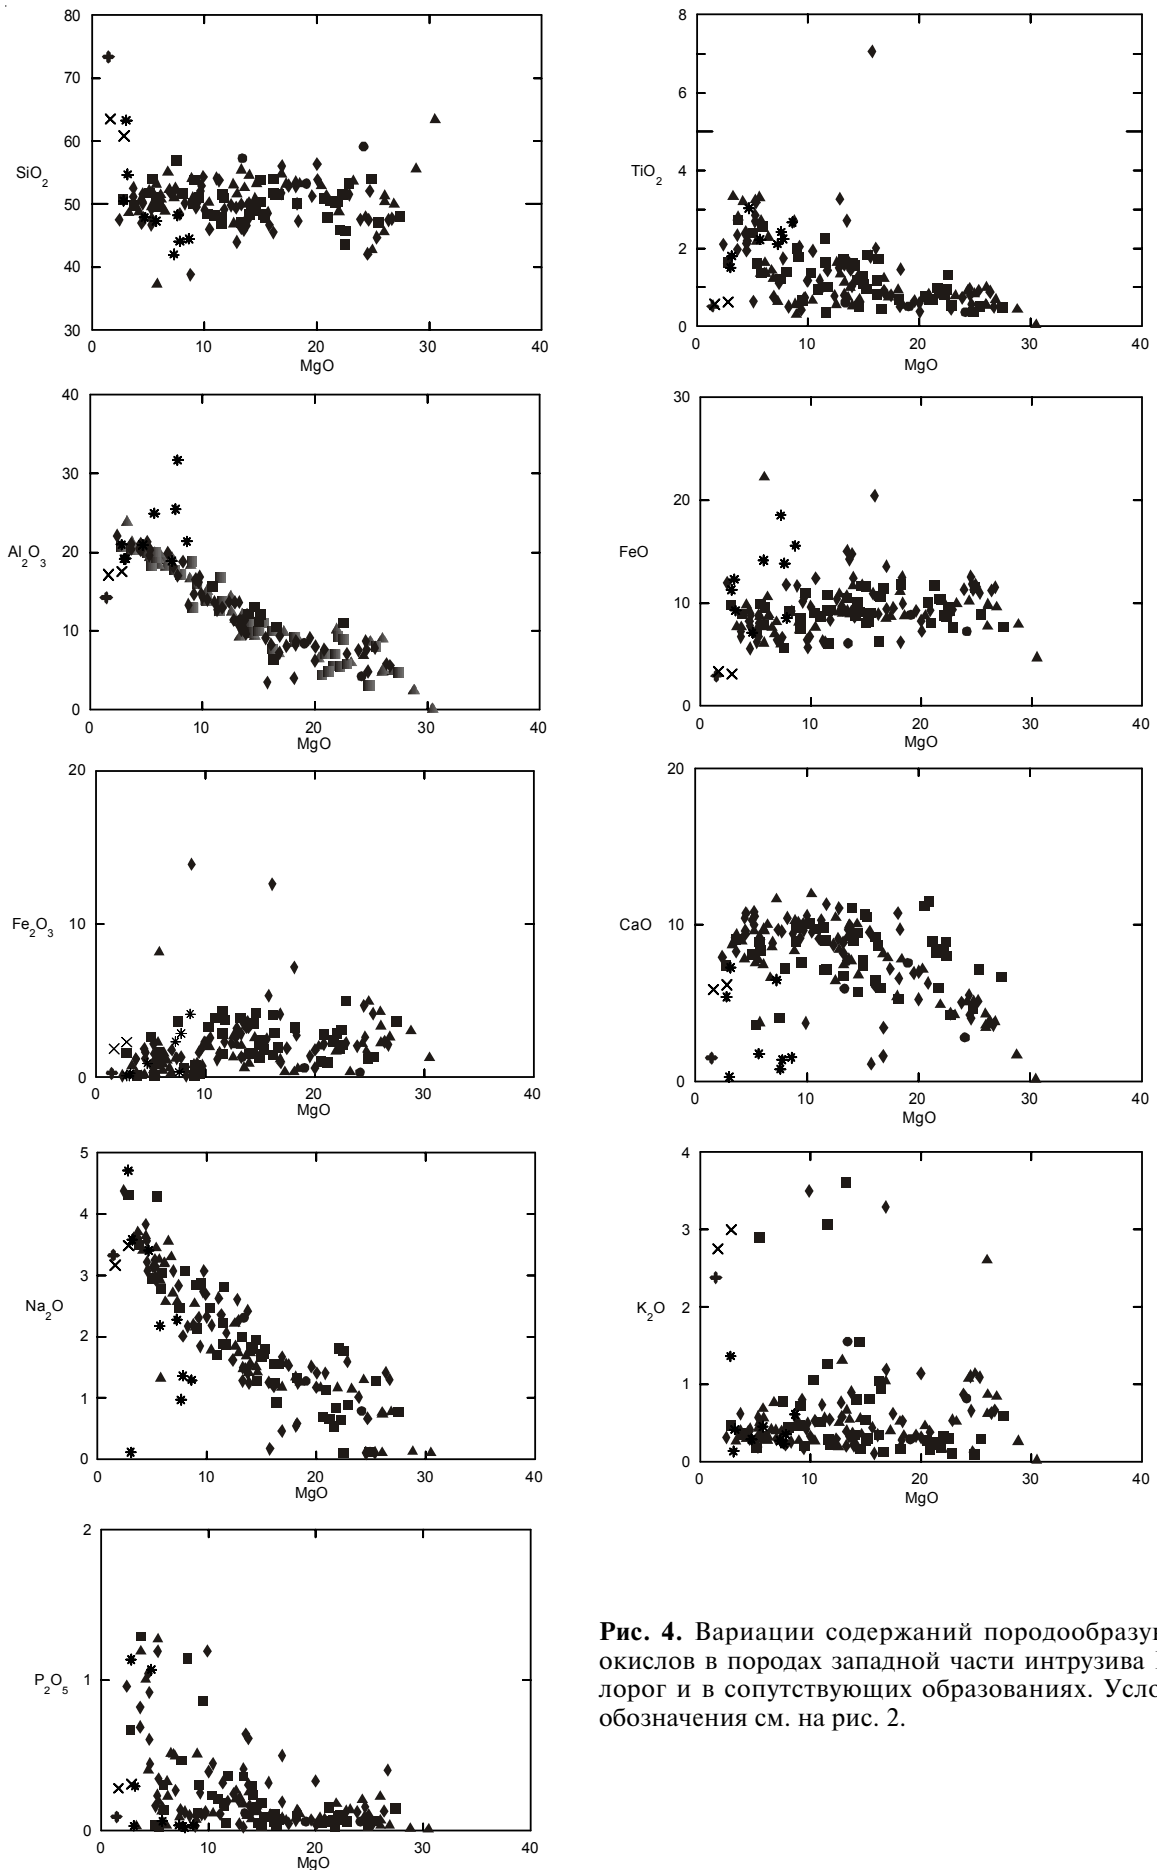 80
70
60
SiO2
50
40
30
0 10 20 30 40
MgO
8
6
4
TiO2
2
0
0 10 20 30 40
MgO
40
30
Al2O3
20
10
0
0 10 20 30 40
MgO
30
20
FeO
10
0
0 10 20 30 40
MgO
20
Fe2O3
10
0
0 10 20 30 40
MgO
20
CaO
10
0
0 10 20 30 40
MgO
5
4
3
Na2O
2
1
0
0 10 20 30 40
MgO
4
3
K2O
2
1
0
0 10 20 30 40
MgO
2
P2O5
1
0
0 10 20 30 40
MgO
Рис. 4. Вариации содержаний породообразу
окислов в породах западной части интрузива
лорог и в сопутствующих образованиях. Усло
обозначения см. на рис. 2.